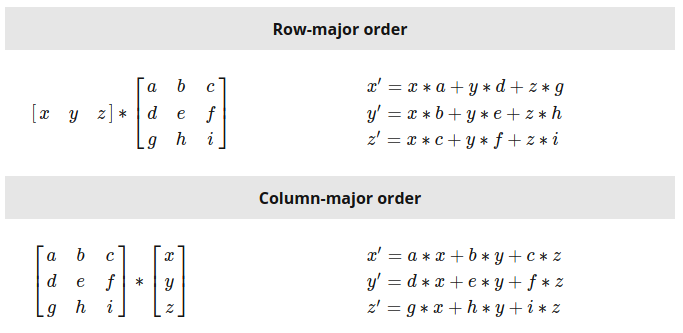 Row-major order
[x y z] * [a b c
d e f
g h i]
x′ = x * a + y * d + z * g
y′ = x * b + y * e + z * h
z′ = x * c + y * f + z * i
Column-major order
[a b c
d e f
g h i] * [x
y
z]
x′ = a * x + b * y + c * z
y′ = d * x + e * y + f * z
z′ = g * x + h * y + i * z